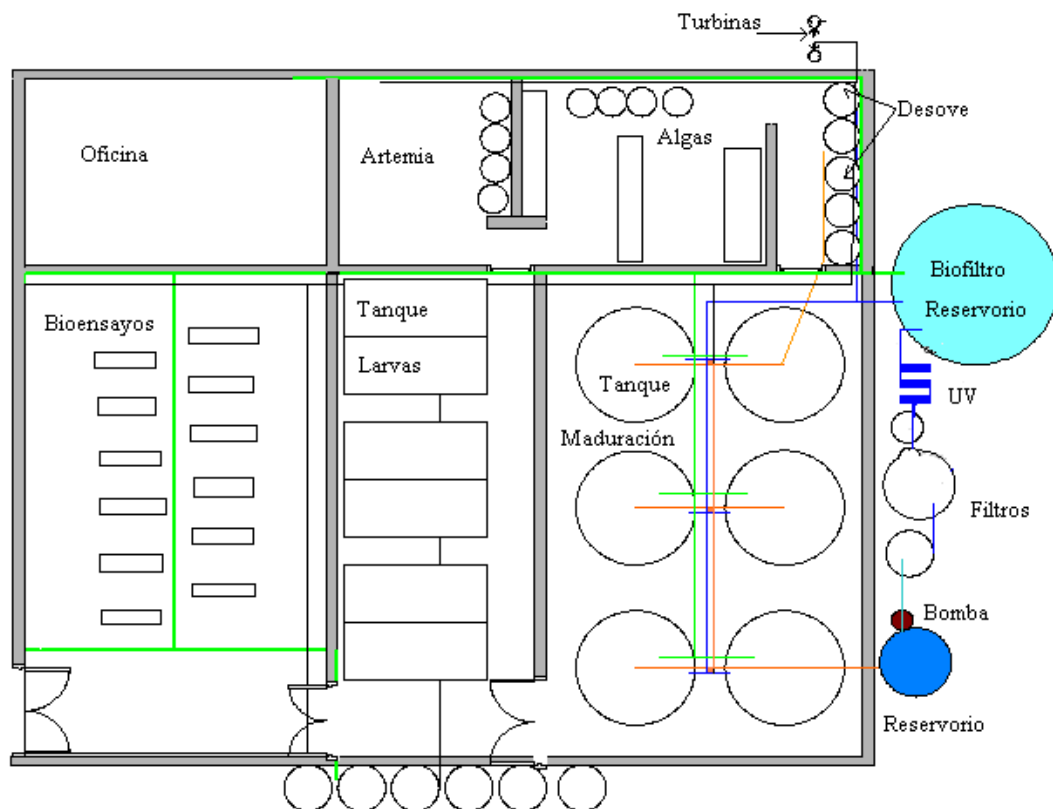 Turbinas
Desove
Oficina
Artemia
Algas
Biofiltro
Reservorio
Bioensayos
Tanque
Larvas
Tanque
Maduración
UV
Filtros
Bomba
Reservorio